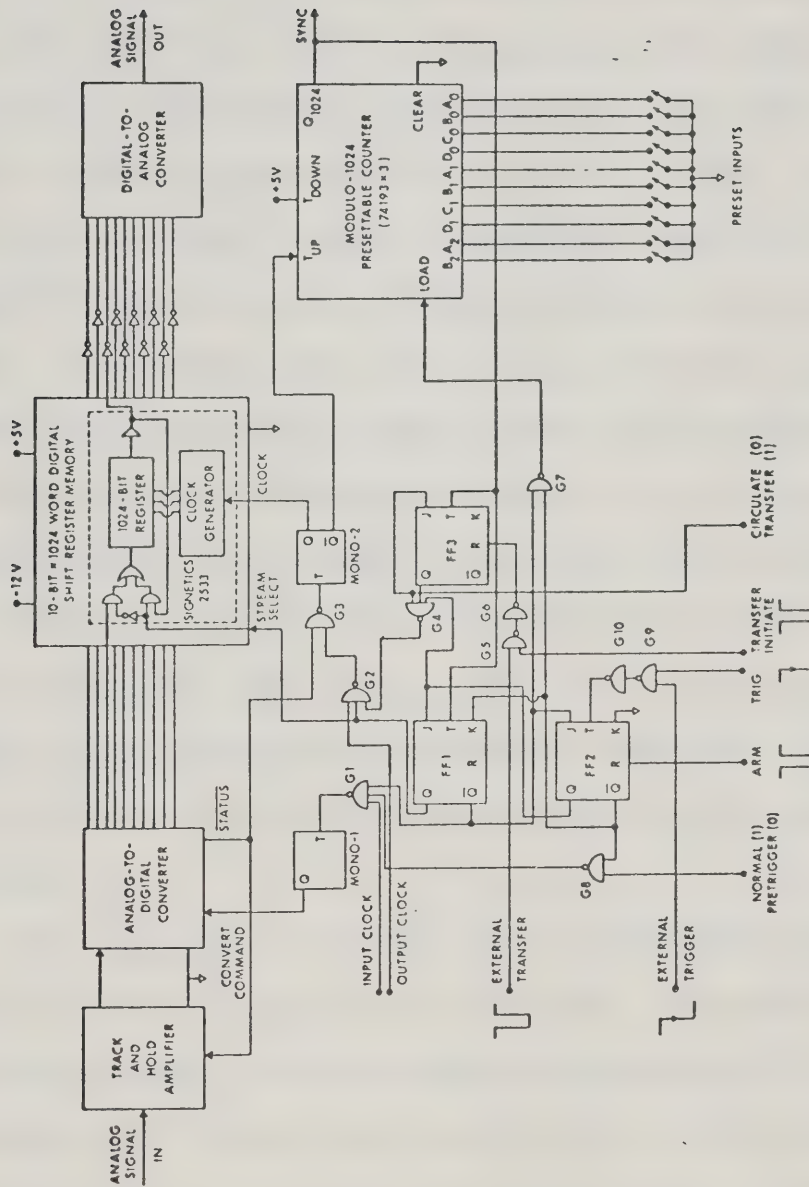 ANALOG
SIGNAL
IN
TRACK
AND
HOLD
AMPLIFIER
CONVERT
COMMAND
ANALOG-TO-
DIGITAL
CONVERTER
STATUS
-12V
+5V
10-BIT × 1024 WORD DIGITAL
SHIFT REGISTER MEMORY
1024-BIT
REGISTER
CLOCK
GENERATOR
SIGNETICS
2533
STREAM
SELECT
CLOCK
DIGITAL-TO-
ANALOG
CONVERTER
ANALOG
SIGNAL
OUT
INPUT CLOCK
OUTPUT CLOCK
Q
T
MONO-1
G1
G2
G3
T
Q
Q̅
MONO-2
+5V
T_UP
T_DOWN
Q_1024
SYNC
MODULO-1024
PRESETTABLE COUNTER
(74193×3)
LOAD
CLEAR
B2 A2 D1 C1 B1 A1 D0 C0 B0 A0
PRESET INPUTS
EXTERNAL
TRANSFER
Q
J
T
Q̅
R
K
FF1
G4
G5
G6
Q
J
T
Q̅
R
K
FF3
G7
G8
Q
J
T
Q̅
R
K
FF2
G10
G9
EXTERNAL
TRIGGER
NORMAL (1)
PRETRIGGER (0)
ARM
TRIG
TRANSFER
INITIATE
CIRCULATE (0)
TRANSFER (1)